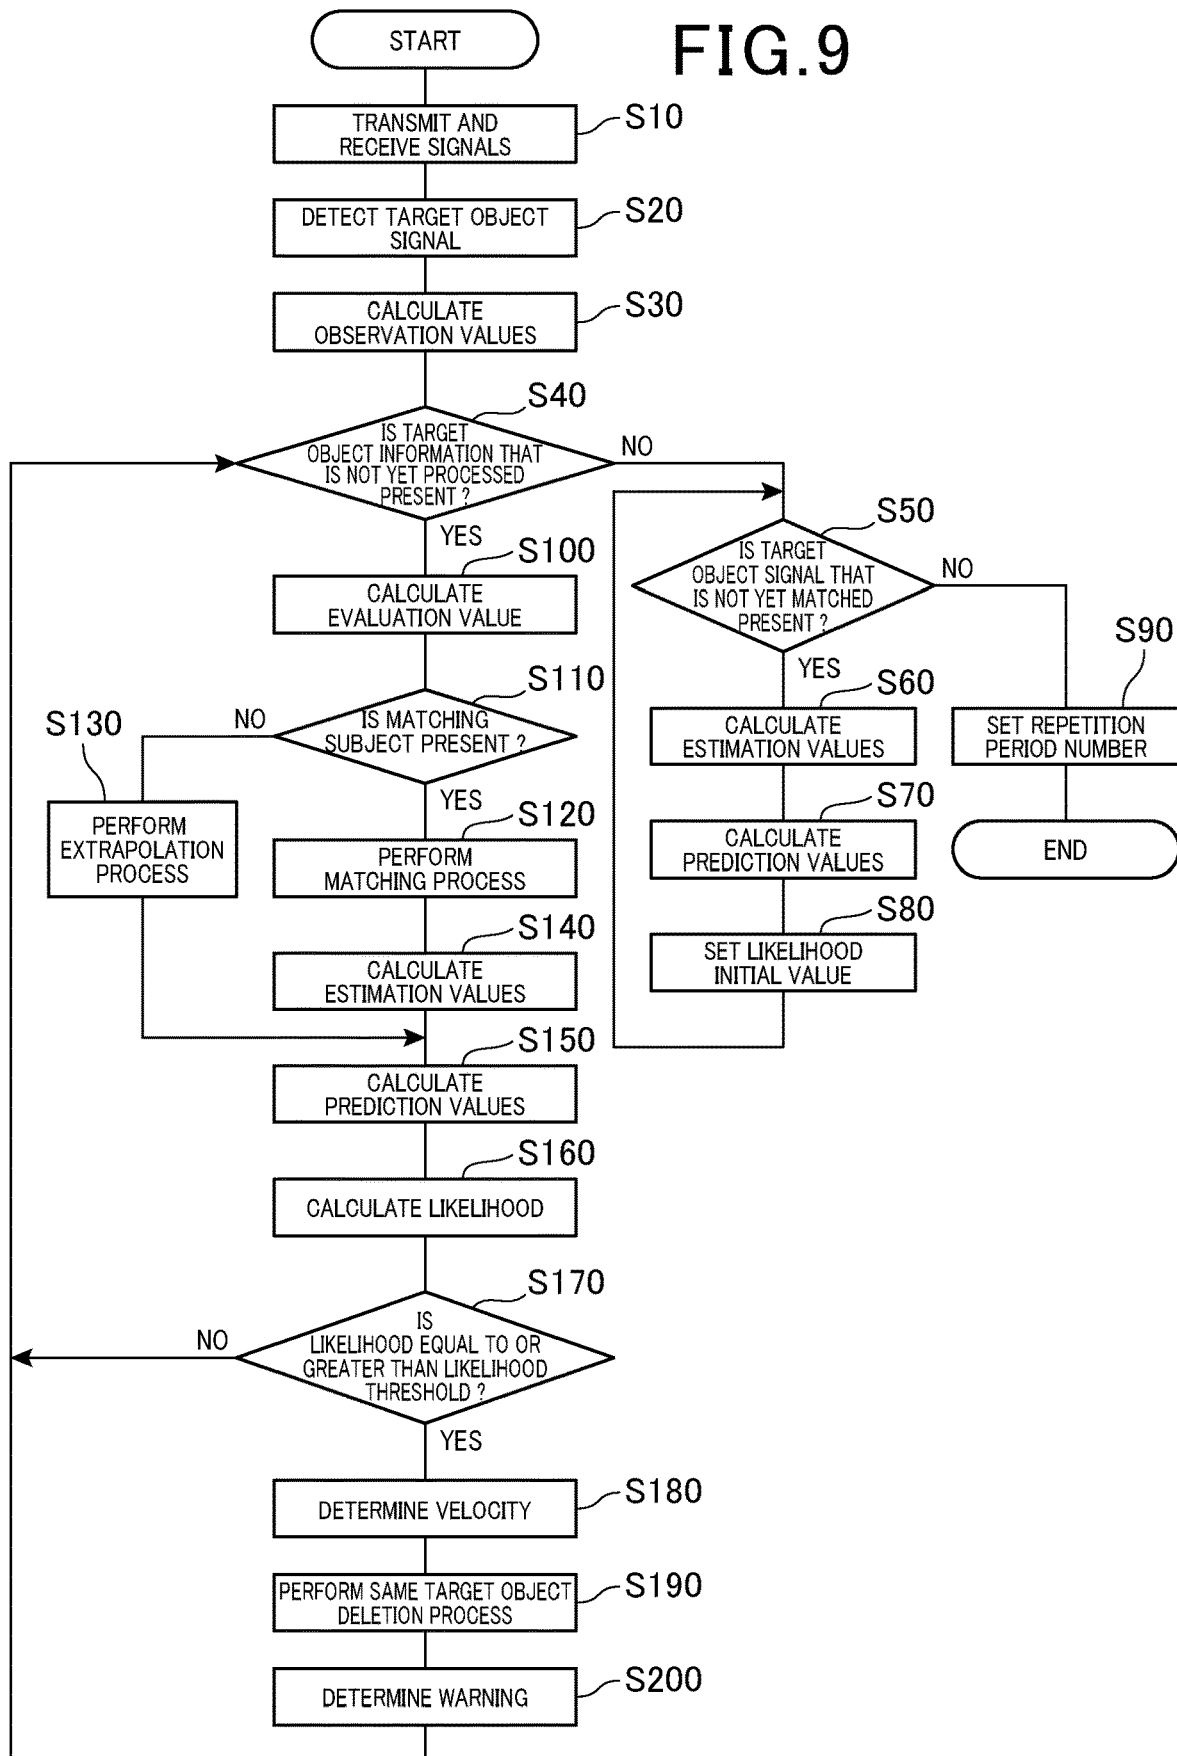 FIG.9
START
TRANSMIT AND
RECEIVE SIGNALS
S10
DETECT TARGET OBJECT
SIGNAL
S20
CALCULATE
OBSERVATION VALUES
S30
S40
IS TARGET
OBJECT INFORMATION THAT
IS NOT YET PROCESSED
PRESENT ?
NO
YES
S50
IS TARGET
OBJECT SIGNAL THAT
IS NOT YET MATCHED
PRESENT ?
NO
YES
S100
CALCULATE
EVALUATION VALUE
S90
SET REPETITION
PERIOD NUMBER
END
S60
CALCULATE
ESTIMATION VALUES
S70
CALCULATE
PREDICTION VALUES
S80
SET LIKELIHOOD
INITIAL VALUE
S110
IS MATCHING
SUBJECT PRESENT ?
NO
YES
S130
PERFORM
EXTRAPOLATION
PROCESS
S120
PERFORM
MATCHING PROCESS
S140
CALCULATE
ESTIMATION VALUES
S150
CALCULATE
PREDICTION VALUES
S160
CALCULATE LIKELIHOOD
S170
IS
LIKELIHOOD EQUAL TO OR
GREATER THAN LIKELIHOOD
THRESHOLD ?
NO
YES
S180
DETERMINE VELOCITY
S190
PERFORM SAME TARGET OBJECT
DELETION PROCESS
S200
DETERMINE WARNING